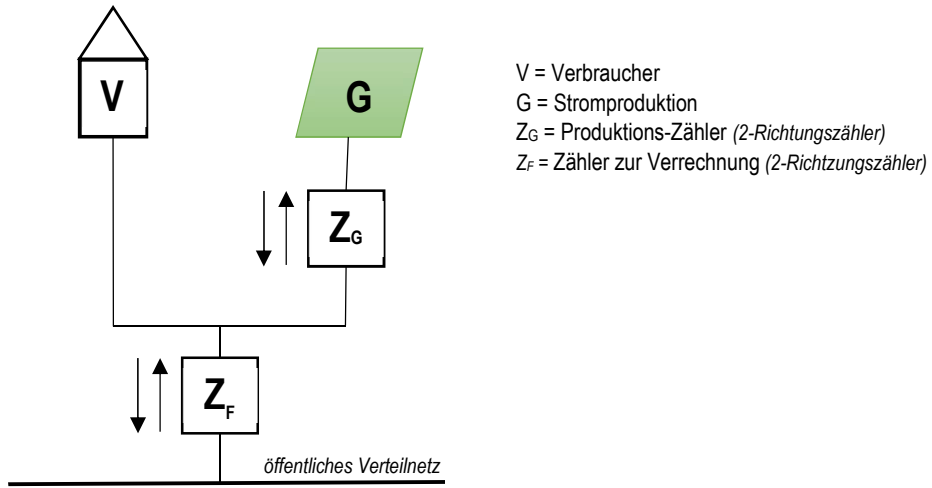 V
G
V = Verbraucher
G = Stromproduktion
ZG = Produktions-Zähler (2-Richtungszähler)
ZF = Zähler zur Verrechnung (2-Richtzungszähler)
ZG
ZF
öffentliches Verteilnetz